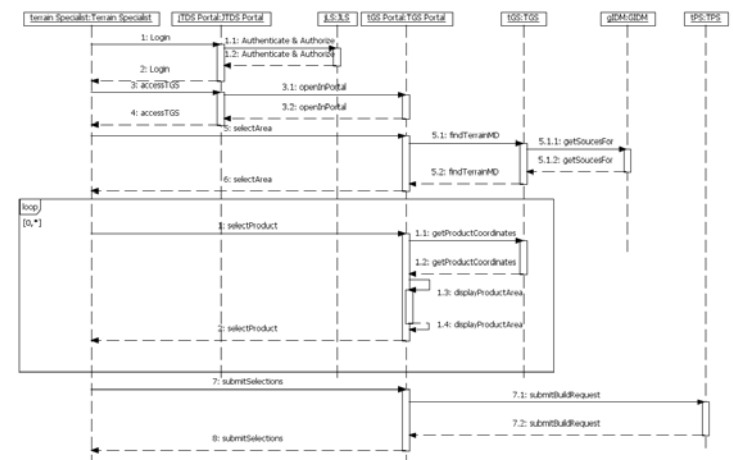 terrain Specialist:Terrain Specialist
jTDS Portal:JTDS Portal
jLS:JLS
tGS Portal:TGS Portal
tGS:TGS
gIDM:GIDM
tPS:TPS
1: Login
1.1: Authenticate & Authorize
1.2: Authenticate & Authorize
2: Login
3: accessTGS
3.1: openInPortal
3.2: openInPortal
4: accessTGS
5: selectArea
5.1: findTerrainMD
5.1.1: getSoucesFor
5.1.2: getSoucesFor
5.2: findTerrainMD
6: selectArea
loop
[0,*]
1: selectProduct
1.1: getProductCoordinates
1.2: getProductCoordinates
1.3: displayProductArea
1.4: displayProductArea
2: selectProduct
7: submitSelections
7.1: submitBuildRequest
7.2: submitBuildRequest
8: submitSelections